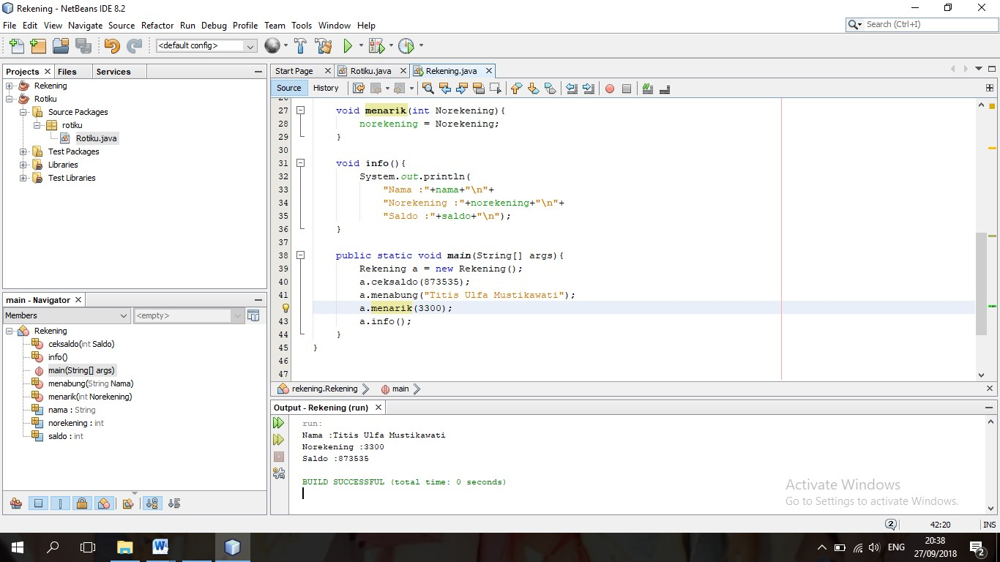 Rekening - NetBeans IDE 8.2
File Edit View Navigate Source Refactor Run Debug Profile Team Tools Window Help
Search (Ctrl+I)
<default config>
Projects Files Services
Rekening
Rotiku
Source Packages
rotiku
Rotiku.java
Test Packages
Libraries
Test Libraries
main - Navigator
Members <empty>
Rekening
ceksaldo(int Saldo)
info()
main(String[] args)
menabung(String Nama)
menarik(int Norekening)
nama : String
norekening : int
saldo : int
Start Page Rotiku.java Rekening.java
Source History
27 void menarik(int Norekening){
28 norekening = Norekening;
29 }
30
31 void info(){
32 System.out.println(
33 "Nama :"+nama+"\n"+
34 "Norekening :"+norekening+"\n"+
35 "Saldo :"+saldo+"\n");
36 }
37
38 public static void main(String[] args){
39 Rekening a = new Rekening();
40 a.ceksaldo(873535);
41 a.menabung("Titis Ulfa Mustikawati");
a.menarik(3300);
43 a.info();
44 }
45 }
46
47
rekening.Rekening main
Output - Rekening (run)
run:
Nama :Titis Ulfa Mustikawati
Norekening :3300
Saldo :873535
BUILD SUCCESSFUL (total time: 0 seconds)
Activate Windows
Go to Settings to activate Windows.
2 42:20 INS
ENG 20:38
27/09/2018 2